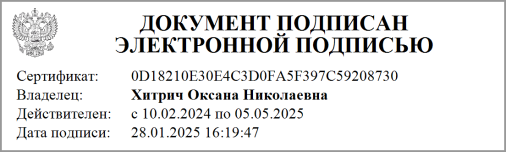 ДОКУМЕНТ ПОДПИСАН
ЭЛЕКТРОННОЙ ПОДПИСЬЮ
Сертификат: 0D18210E30E4C3D0FA5F397C59208730
Владелец: Хитрич Оксана Николаевна
Действителен: с 10.02.2024 по 05.05.2025
Дата подписи: 28.01.2025 16:19:47